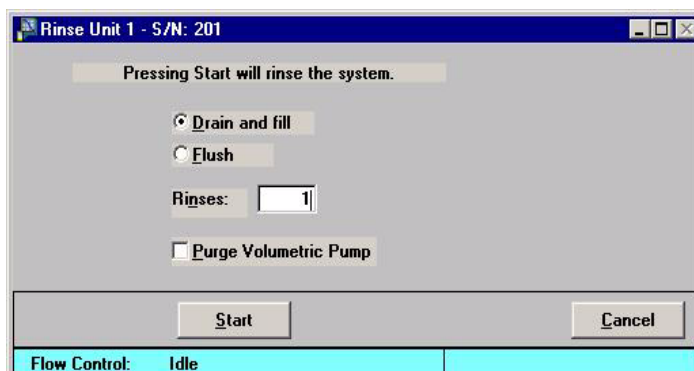 Rinse Unit 1 - S/N: 201
Pressing Start will rinse the system.
Drain and fill
Flush
Rinses: 1
Purge Volumetric Pump
Start Cancel
Flow Control: Idle